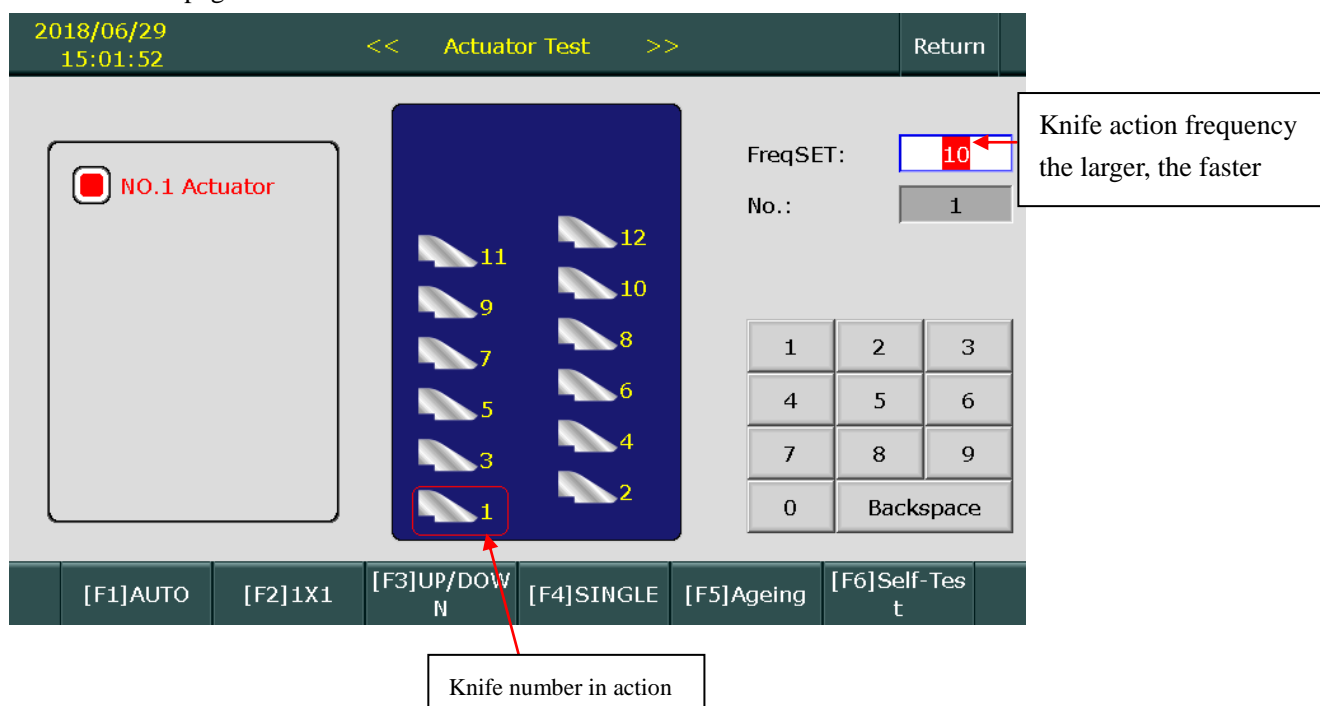 2018/06/29
15:01:52
<< Actuator Test >>
Return
NO.1 Actuator
11
9
7
5
3
1
12
10
8
6
4
2
FreqSET:
10
No.:
1
Knife action frequency
the larger, the faster
1 2 3
4 5 6
7 8 9
0 Backspace
[F1]AUTO
[F2]1X1
[F3]UP/DOW
N
[F4]SINGLE
[F5]Ageing
[F6]Self-Tes
t
Knife number in action